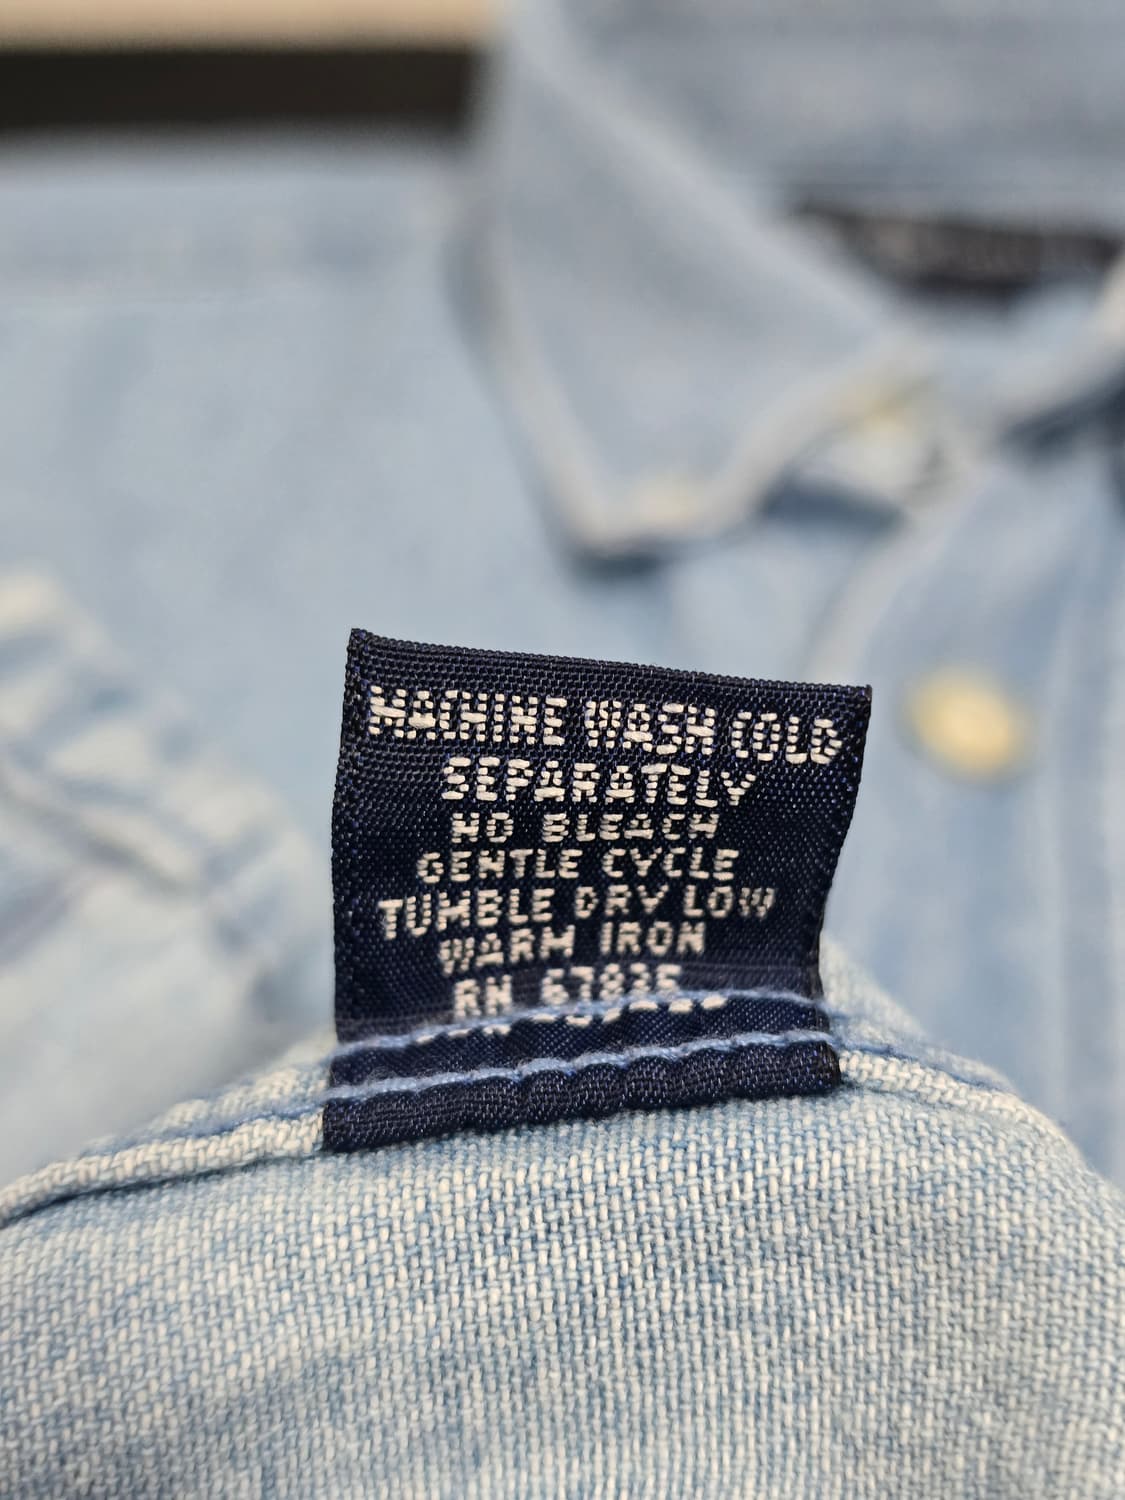 MACHINE WASH COLD
SEPARATELY
NO BLEACH
GENTLE CYCLE
TUMBLE DRY LOW
WARM IRON
RN 67835